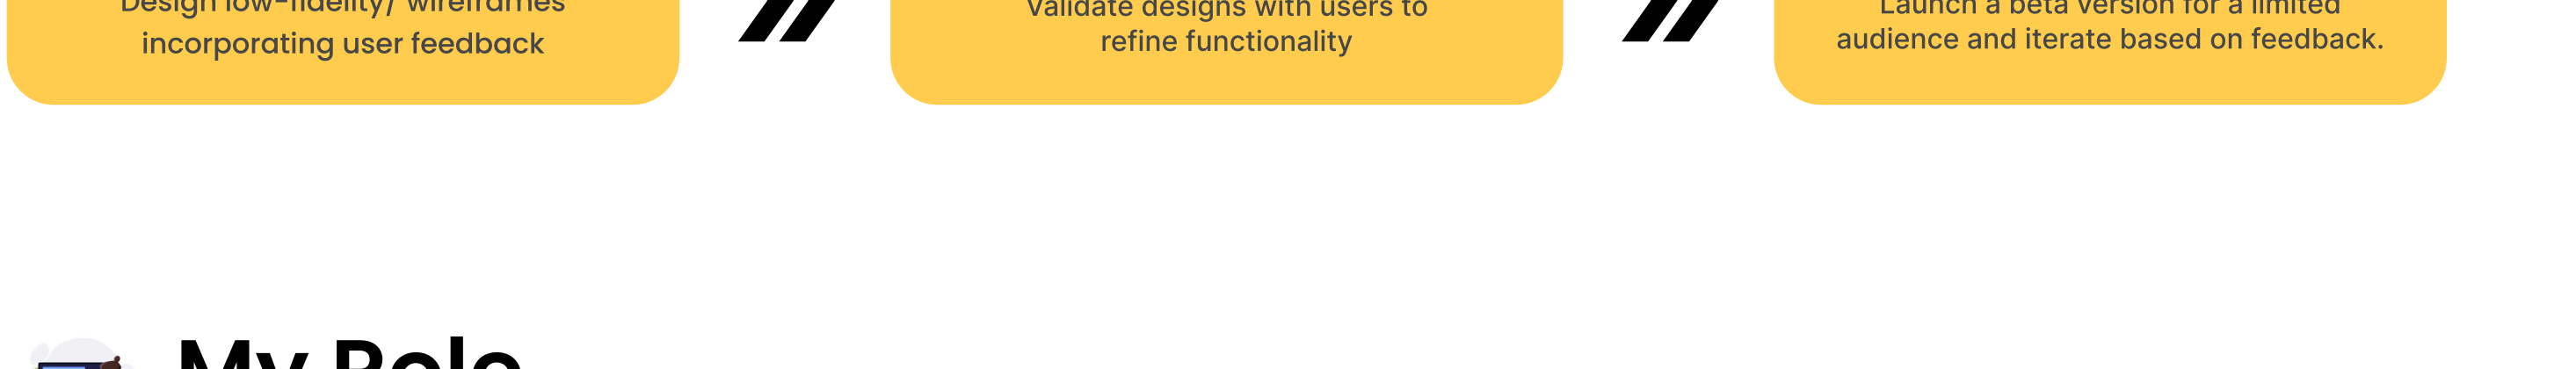 Design low-fidelity/ wireframes
incorporating user feedback
Validate designs with users to
refine functionality
Launch a beta version for a limited
audience and iterate based on feedback.
My Role